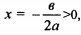 x = −в/2a > 0,